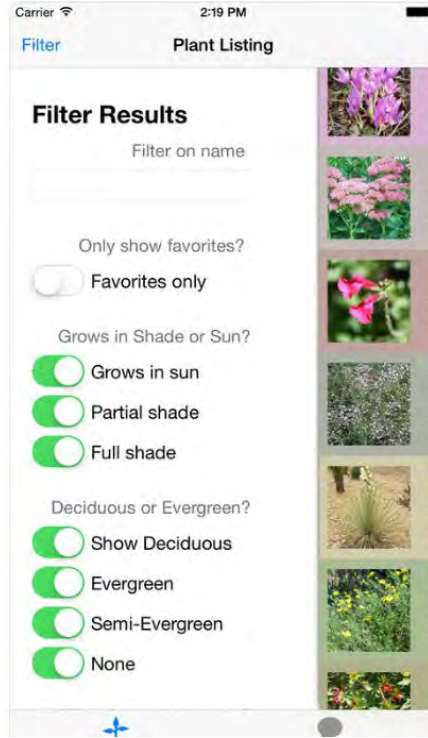 Carrier 2:19 PM
Filter Plant Listing
Filter Results
Filter on name
Only show favorites?
Favorites only
Grows in Shade or Sun?
Grows in sun
Partial shade
Full shade
Deciduous or Evergreen?
Show Deciduous
Evergreen
Semi-Evergreen
None